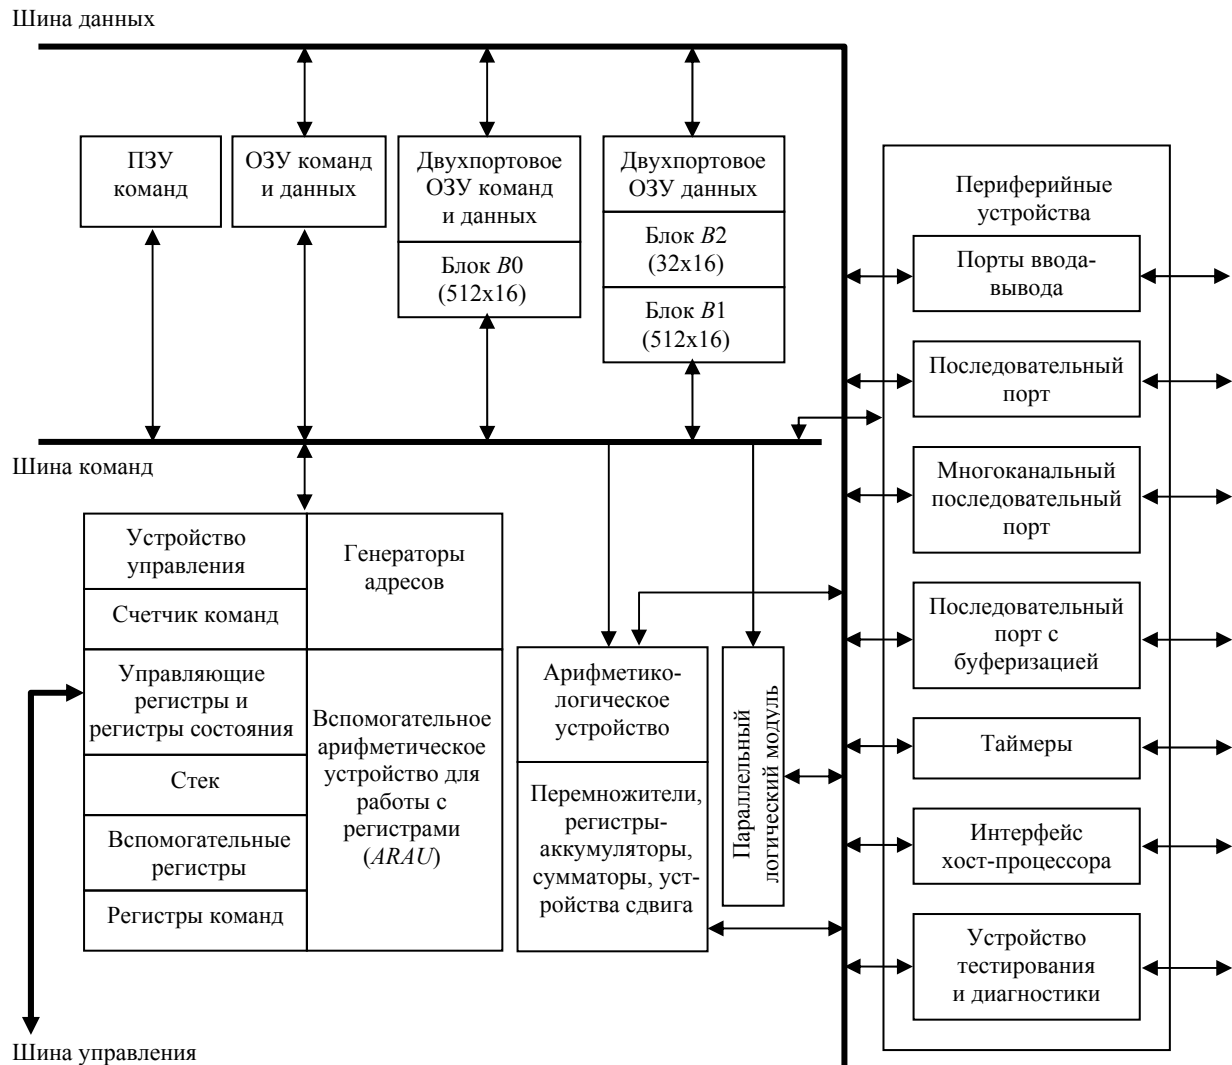 Шина данных
ПЗУ
команд
ОЗУ команд
и данных
Двухпортовое
ОЗУ команд
и данных
Блок B0
(512x16)
Двухпортовое
ОЗУ данных
Блок B2
(32x16)
Блок B1
(512x16)
Шина команд
Устройство
управления
Счетчик команд
Управляющие
регистры и
регистры состояния
Стек
Вспомогательные
регистры
Регистры команд
Генераторы
адресов
Вспомогательное
арифметическое
устройство для
работы с
регистрами
(ARAU)
Арифметико-
логическое
устройство
Перемножители,
регистры-
аккумуляторы,
сумматоры, уст-
ройства сдвига
Параллельный
логический модуль
Периферийные
устройства
Порты ввода-
вывода
Последовательный
порт
Многоканальный
последовательный
порт
Последовательный
порт с
буферизацией
Таймеры
Интерфейс
хост-процессора
Устройство
тестирования
и диагностики
Шина управления